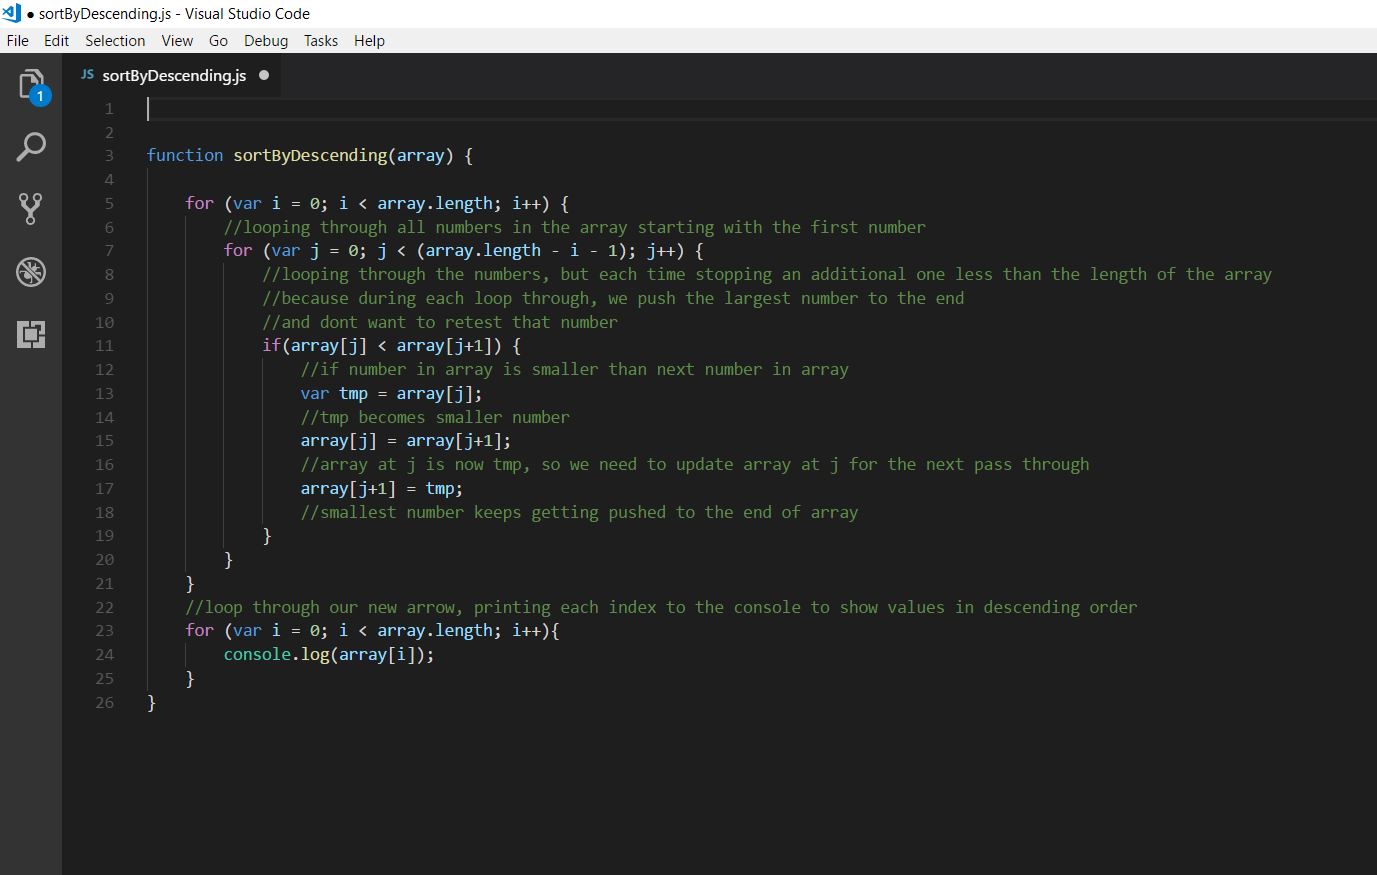 ● sortByDescending.js - Visual Studio Code
File Edit Selection View Go Debug Tasks Help
JS sortByDescending.js ●
1
1
2
3 function sortByDescending(array) {
4
5 for (var i = 0; i < array.length; i++) {
6 //looping through all numbers in the array starting with the first number
7 for (var j = 0; j < (array.length - i - 1); j++) {
8 //looping through the numbers, but each time stopping an additional one less than the length of the array
9 //because during each loop through, we push the largest number to the end
10 //and dont want to retest that number
11 if(array[j] < array[j+1]) {
12 //if number in array is smaller than next number in array
13 var tmp = array[j];
14 //tmp becomes smaller number
15 array[j] = array[j+1];
16 //array at j is now tmp, so we need to update array at j for the next pass through
17 array[j+1] = tmp;
18 //smallest number keeps getting pushed to the end of array
19 }
20 }
21 }
22 //loop through our new arrow, printing each index to the console to show values in descending order
23 for (var i = 0; i < array.length; i++){
24 console.log(array[i]);
25 }
26 }